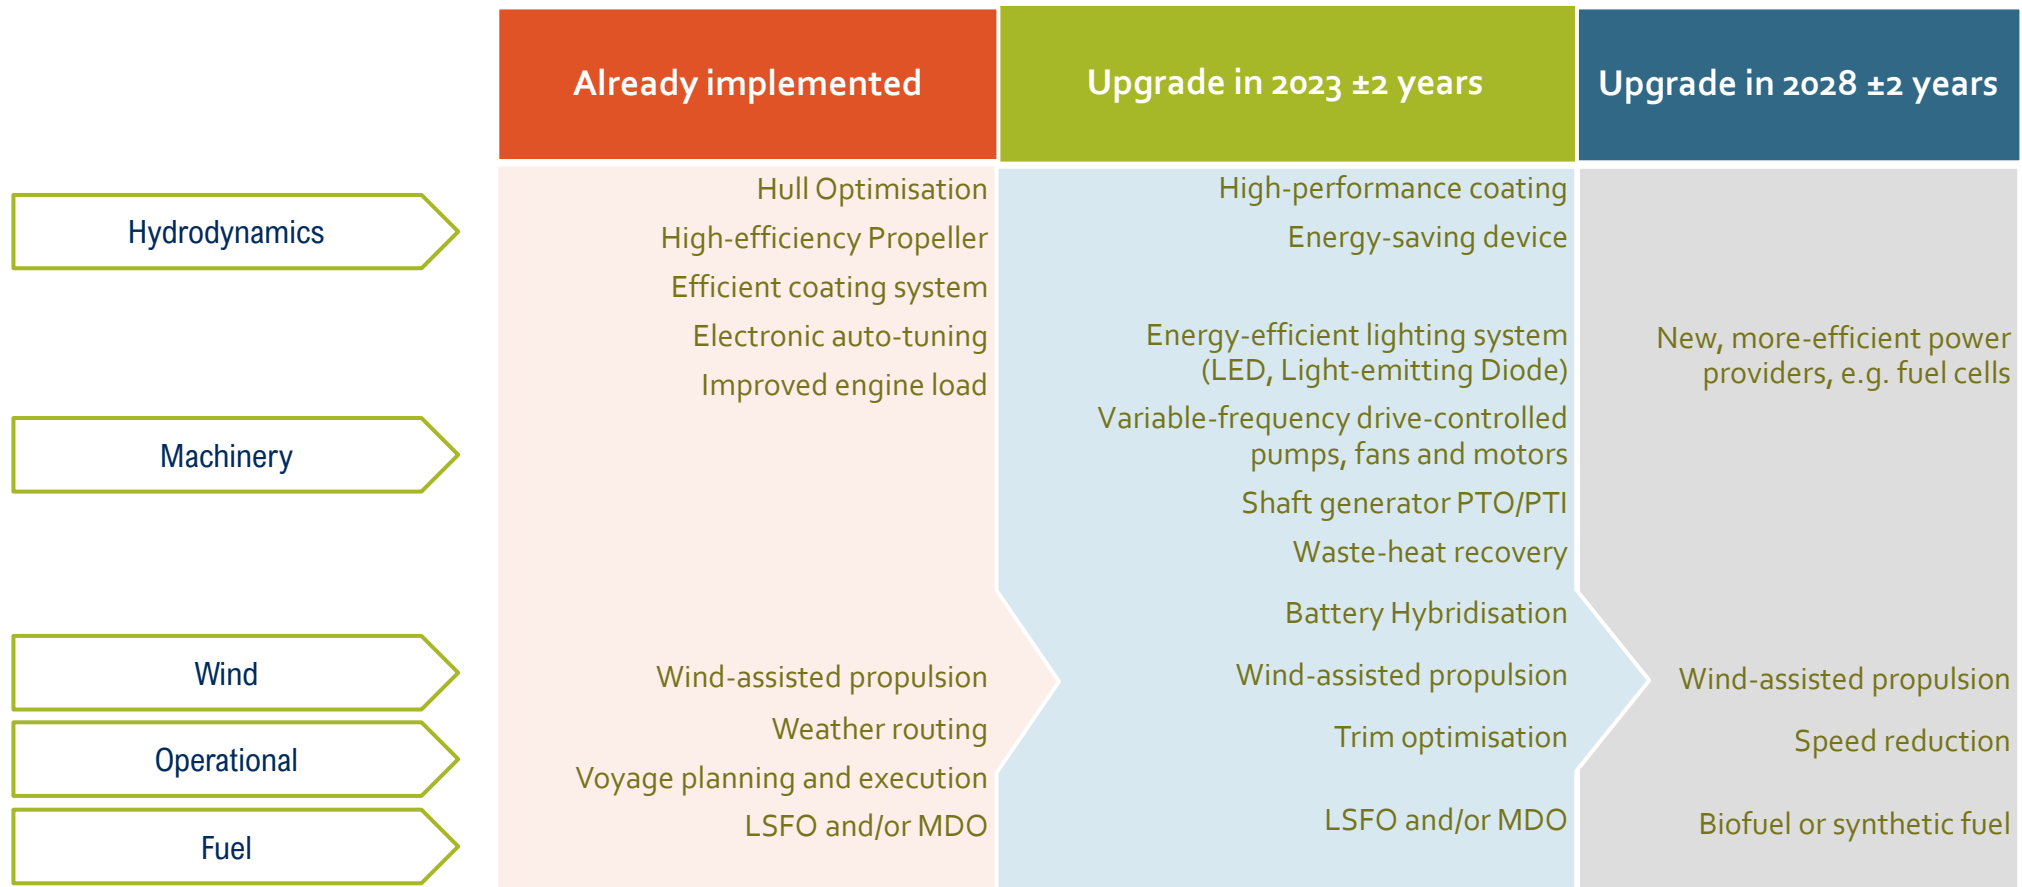 Already implemented
Upgrade in 2023 ±2 years
Upgrade in 2028 ±2 years
Hydrodynamics
Hull Optimisation
High-efficiency Propeller
Efficient coating system
High-performance coating
Energy-saving device
Machinery
Electronic auto-tuning
Improved engine load
Energy-efficient lighting system
(LED, Light-emitting Diode)
Variable-frequency drive-controlled
pumps, fans and motors
Shaft generator PTO/PTI
Waste-heat recovery
Battery Hybridisation
New, more-efficient power
providers, e.g. fuel cells
Wind
Wind-assisted propulsion
Wind-assisted propulsion
Wind-assisted propulsion
Operational
Weather routing
Voyage planning and execution
Trim optimisation
Speed reduction
Fuel
LSFO and/or MDO
LSFO and/or MDO
Biofuel or synthetic fuel